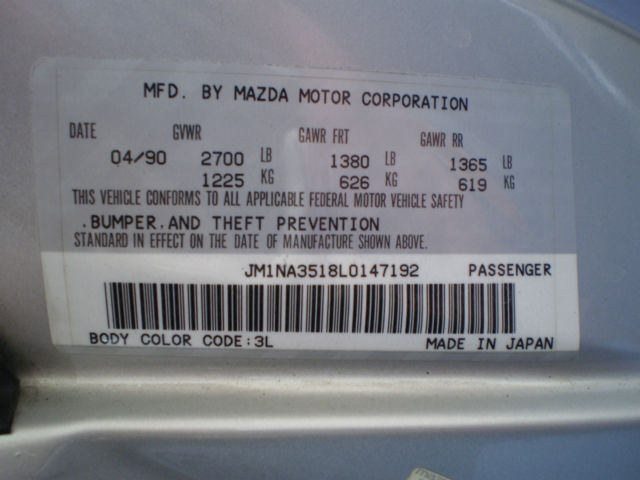 MFD. BY MAZDA MOTOR CORPORATION
DATE GVWR GAWR FRT GAWR RR
04/90 2700 LB 1380 LB 1365 LB
1225 KG 626 KG 619 KG
THIS VEHICLE CONFORMS TO ALL APPLICABLE FEDERAL MOTOR VEHICLE SAFETY
.BUMPER.AND THEFT PREVENTION
STANDARD IN EFFECT ON THE DATE OF MANUFACTURE SHOWN ABOVE.
JM1NA3518L0147192 PASSENGER
BODY COLOR CODE:3L MADE IN JAPAN